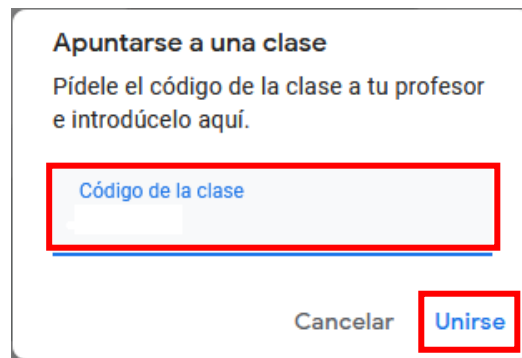 Apuntarse a una clase
Pídele el código de la clase a tu profesor
e introdúcelo aquí.
Código de la clase
Cancelar Unirse